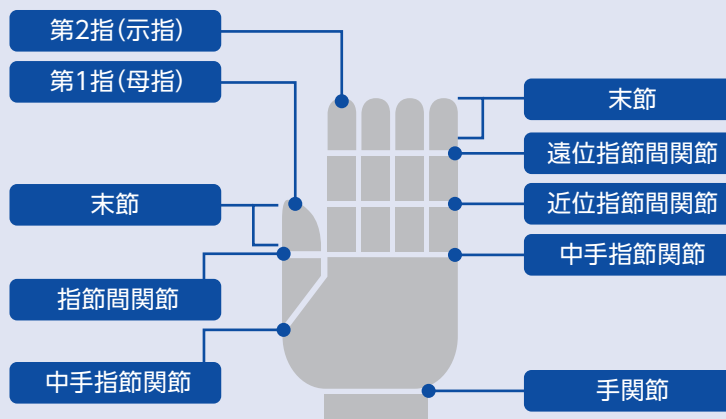 第2指(示指)
第1指(母指)
末節
指節間関節
中手指節関節
末節
遠位指節間関節
近位指節間関節
中手指節関節
手関節